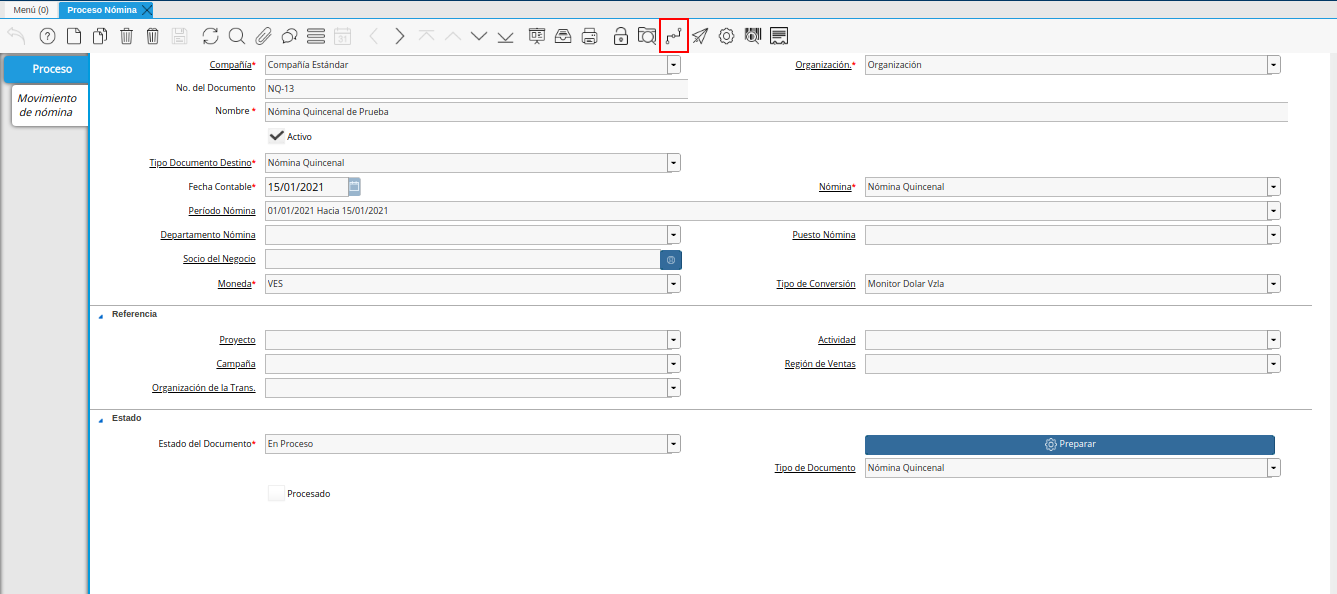 Menú (0) Proceso Nómina
31
Proceso
Movimiento
de nómina
Compañía* Compañía Estándar Organización.* Organización
No. del Documento NQ-13
Nombre * Nómina Quincenal de Prueba
Activo
Tipo Documento Destino* Nómina Quincenal
Fecha Contable* 15/01/2021 Nómina* Nómina Quincenal
Período Nómina 01/01/2021 Hacia 15/01/2021
Departamento Nómina Puesto Nómina
Socio del Negocio
Moneda* VES Tipo de Conversión Monitor Dolar Vzla
Referencia
Proyecto Actividad
Campaña Región de Ventas
Organización de la Trans.
Estado
Estado del Documento* En Proceso Preparar
Tipo de Documento Nómina Quincenal
Procesado